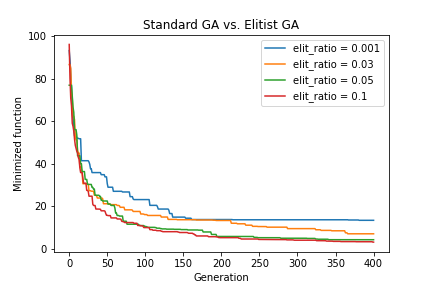 Standard GA vs. Elitist GA
100
80
60
40
20
0
Minimized function
elit_ratio = 0.001
elit_ratio = 0.03
elit_ratio = 0.05
elit_ratio = 0.1
0 50 100 150 200 250 300 350 400
Generation